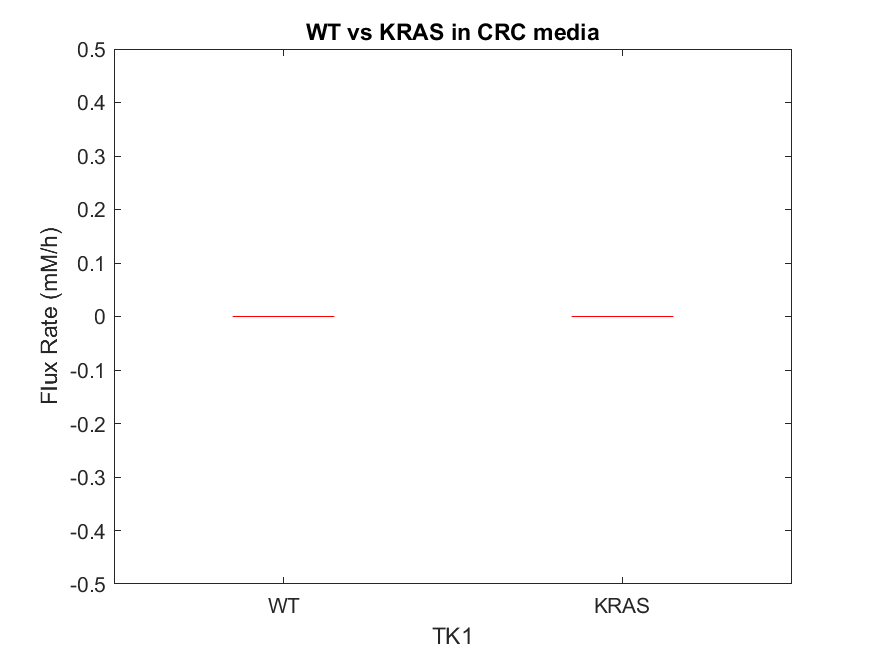 WT vs KRAS in CRC media
0.5
0.4
0.3
0.2
0.1
0
-0.1
-0.2
-0.3
-0.4
-0.5
Flux Rate (mM/h)
WT KRAS
TK1